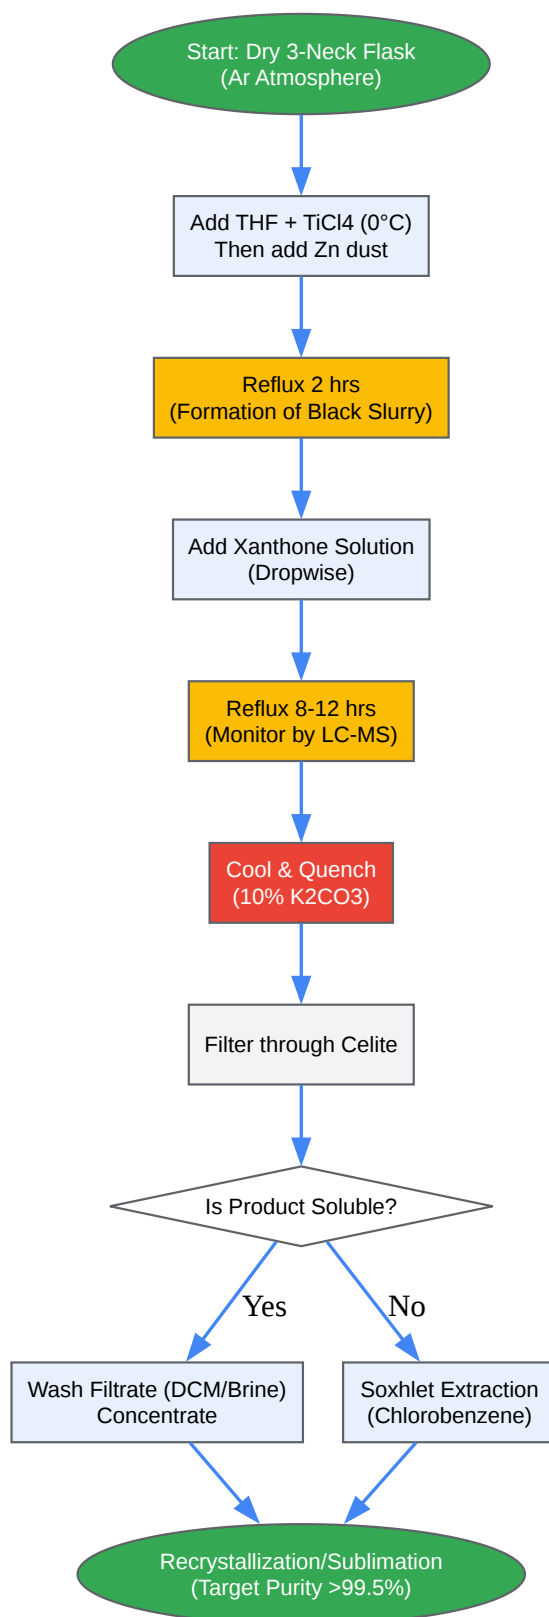 Start: Dry 3-Neck Flask
(Ar Atmosphere)
Add THF + TiCl4 (0°C)
Then add Zn dust
Reflux 2 hrs
(Formation of Black Slurry)
Add Xanthone Solution
(Dropwise)
Reflux 8-12 hrs
(Monitor by LC-MS)
Cool & Quench
(10% K2CO3)
Filter through Celite
Is Product Soluble?
Yes
No
Wash Filtrate (DCM/Brine)
Concentrate
Soxhlet Extraction
(Chlorobenzene)
Recrystallization/Sublimation
(Target Purity >99.5%)